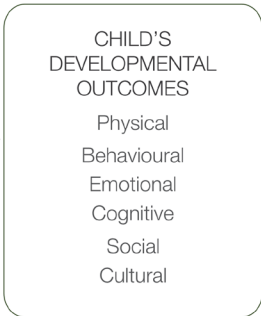 CHILD'S
DEVELOPMENTAL
OUTCOMES
Physical
Behavioural
Emotional
Cognitive
Social
Cultural